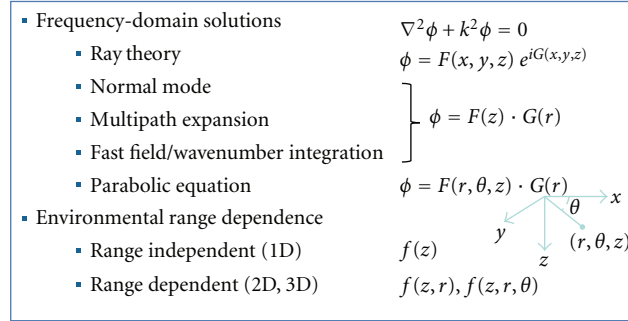 ▪ Frequency-domain solutions ∇²ϕ + k²ϕ = 0
▪ Ray theory ϕ = F(x, y, z) e^{iG(x,y,z)}
▪ Normal mode
▪ Multipath expansion ϕ = F(z) · G(r)
▪ Fast field/wavenumber integration
▪ Parabolic equation ϕ = F(r, θ, z) · G(r)
▪ Environmental range dependence
x
θ
y
(r, θ, z)
z
▪ Range independent (1D) f(z)
▪ Range dependent (2D, 3D) f(z, r), f(z, r, θ)